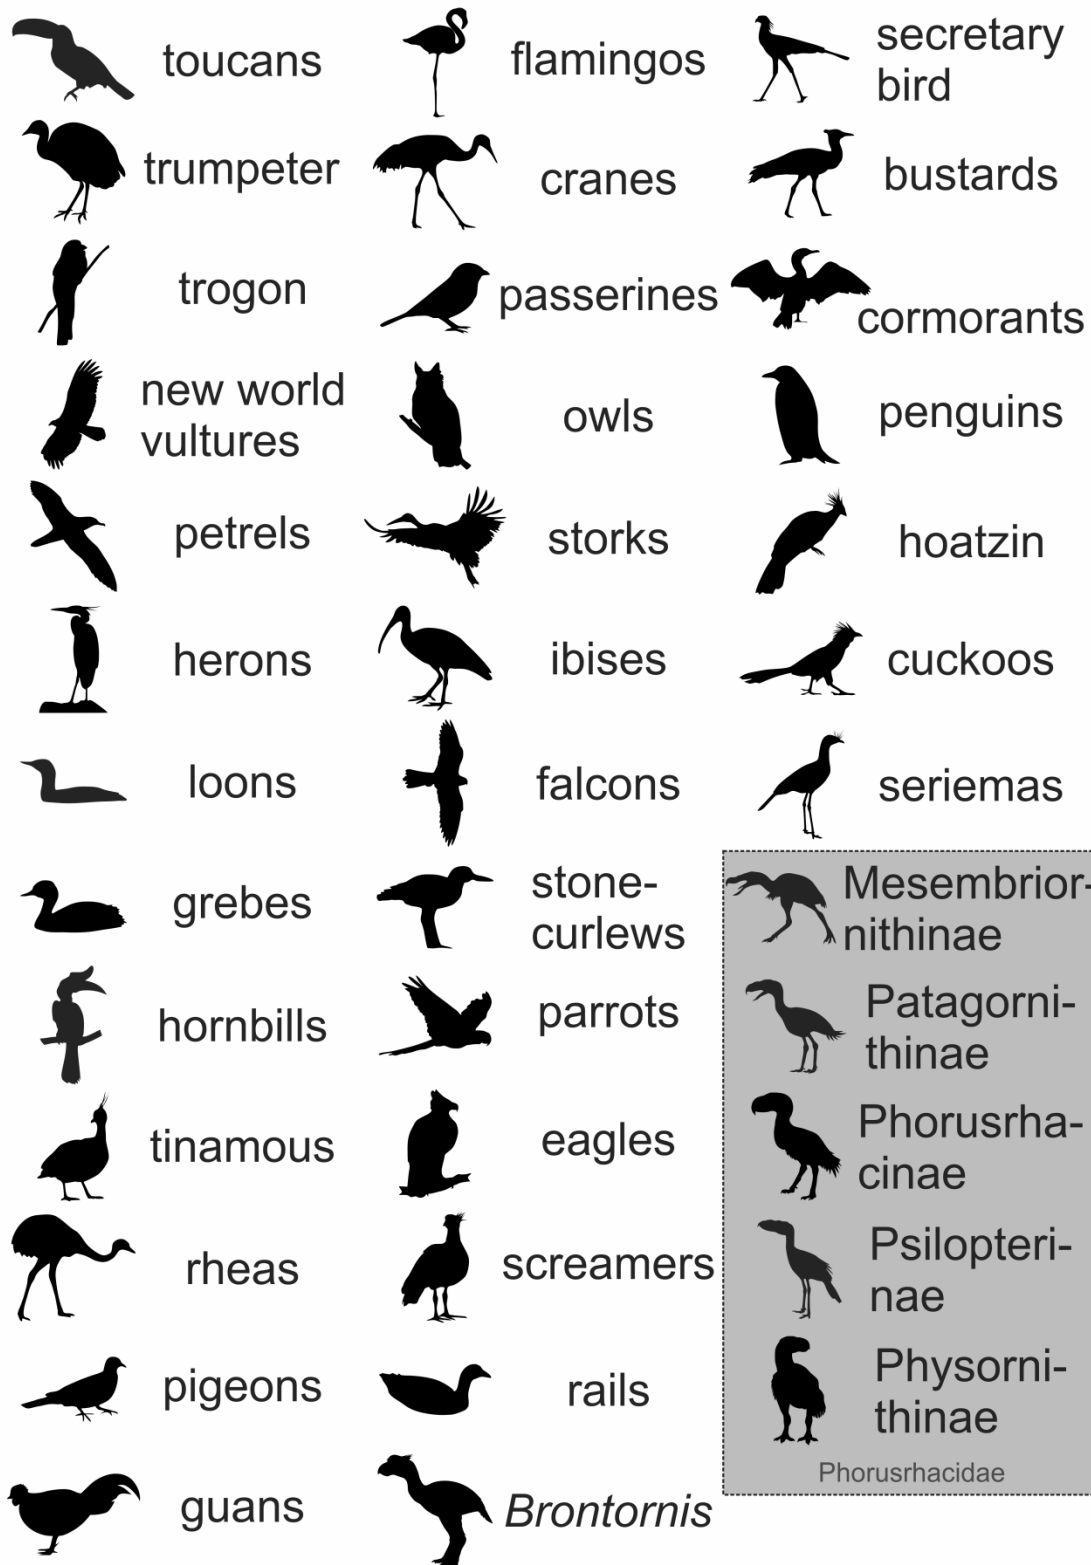 toucans
trumpeter
trogon
new world
vultures
petrels
herons
loons
grebes
hornbills
tinamous
rheas
pigeons
guans
flamingos
cranes
passerines
owls
storks
ibises
falcons
stone-
curlews
parrots
eagles
screamers
rails
Brontornis
secretary
bird
bustards
cormorants
penguins
hoatzin
cuckoos
seriemas
Mesembrior-
nithinae
Patagorni-
thinae
Phorusrha-
cinae
Psilopteri-
nae
Physorni-
thinae
Phorusrhacidae